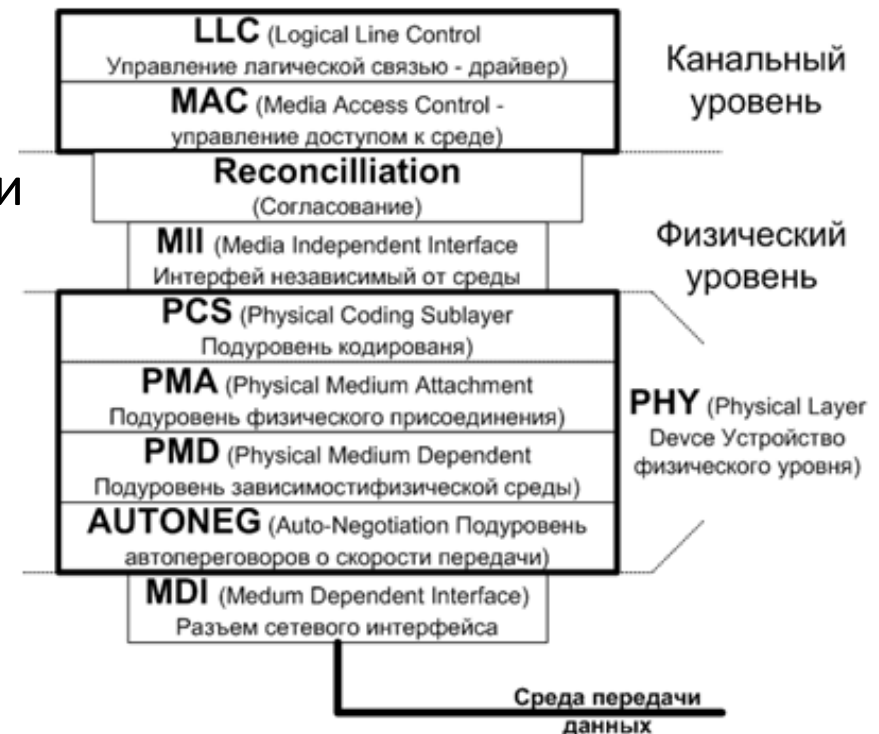 LLC (Logical Line Control
Управление лагической связью - драйвер)
MAC (Media Access Control -
управление доступом к среде)
Канальный
уровень
и
Reconcilliation
(Согласование)
MII (Media Independent Interface
Интерфей независимый от среды
Физический
уровень
PCS (Physical Coding Sublayer
Подуровень кодированя)
PMA (Physical Medium Attachment
Подуровень физического присоединения)
PMD (Physical Medium Dependent
Подуровень зависимостифизической среды)
AUTONEG (Auto-Negotiation Подуровень
автопереговоров о скорости передачи)
PHY (Physical Layer
Devce Устройство
физического уровня)
MDI (Medum Dependent Interface)
Разъем сетевого интерфейса
Среда передачи
данных